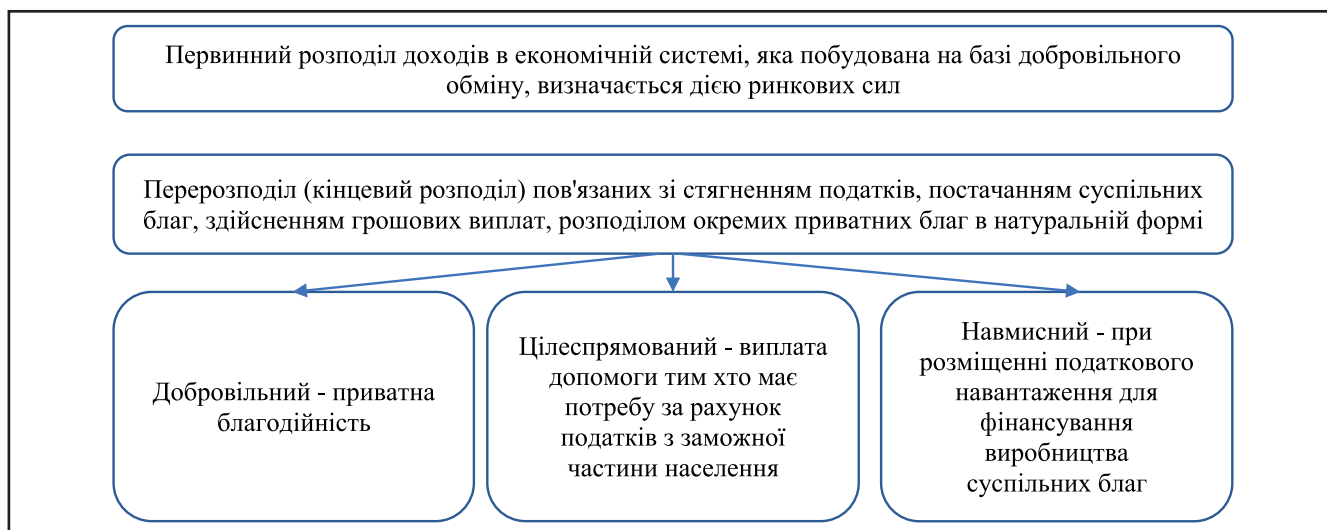 Первинний розподіл доходів в економічній системі, яка побудована на базі добровільного
обміну, визначається дією ринкових сил
Перерозподіл (кінцевий розподіл) пов'язаних зі стягненням податків, постачанням суспільних
благ, здійсненням грошових виплат, розподілом окремих приватних благ в натуральній формі
Добровільний - приватна
благодійність
Цілеспрямований - виплата
допомоги тим хто має
потребу за рахунок
податків з заможної
частини населення
Навмисний - при
розміщенні податкового
навантаження для
фінансування
виробництва
суспільних благ